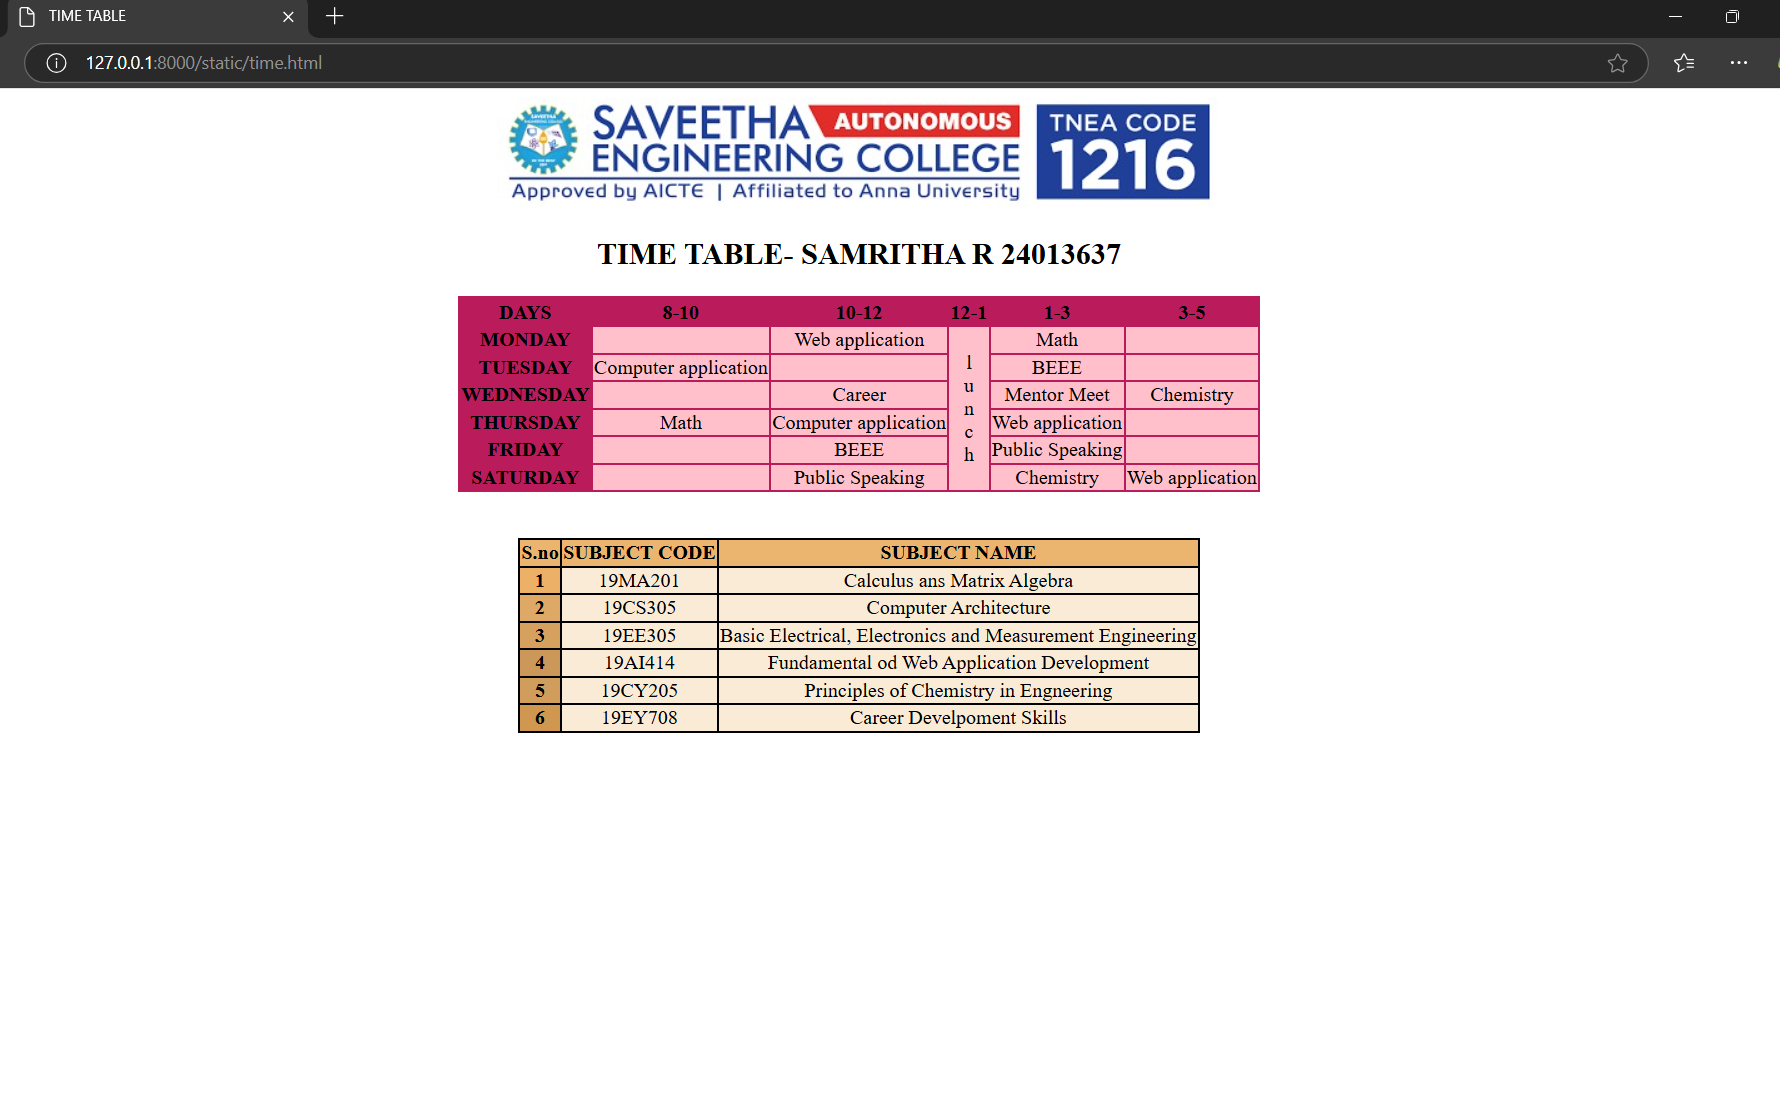 TIME TABLE
127.0.0.1:8000/static/time.html
SAVEETHA AUTONOMOUS
ENGINEERING COLLEGE
Approved by AICTE | Affiliated to Anna University
TNEA CODE
1216
TIME TABLE- SAMRITHA R 24013637
DAYS 8-10 10-12 12-1 1-3 3-5
MONDAY Web application l u n c h Math
TUESDAY Computer application BEEE
WEDNESDAY Career Mentor Meet Chemistry
THURSDAY Math Computer application Web application
FRIDAY BEEE Public Speaking
SATURDAY Public Speaking Chemistry Web application
S.no SUBJECT CODE SUBJECT NAME
1 19MA201 Calculus ans Matrix Algebra
2 19CS305 Computer Architecture
3 19EE305 Basic Electrical, Electronics and Measurement Engineering
4 19AI414 Fundamental od Web Application Development
5 19CY205 Principles of Chemistry in Engneering
6 19EY708 Career Develpoment Skills